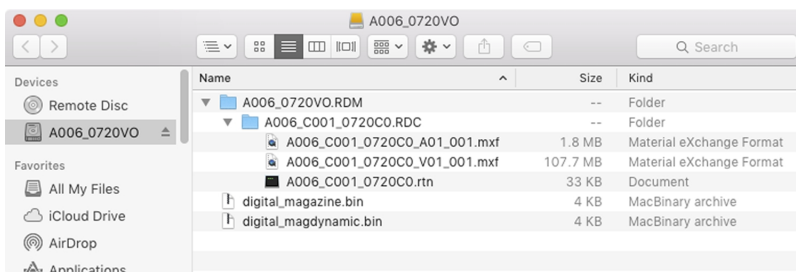 A006_0720VO
Search
Devices
Remote Disc
A006_0720VO
Favorites
All My Files
iCloud Drive
AirDrop
Applications
Name Size Kind
A006_0720VO.RDM -- Folder
A006_C001_0720C0.RDC -- Folder
A006_C001_0720C0_A01_001.mxf 1.8 MB Material eXchange Format
A006_C001_0720C0_V01_001.mxf 107.7 MB Material eXchange Format
A006_C001_0720C0.rtn 33 KB Document
digital_magazine.bin 4 KB MacBinary archive
digital_magdynamic.bin 4 KB MacBinary archive